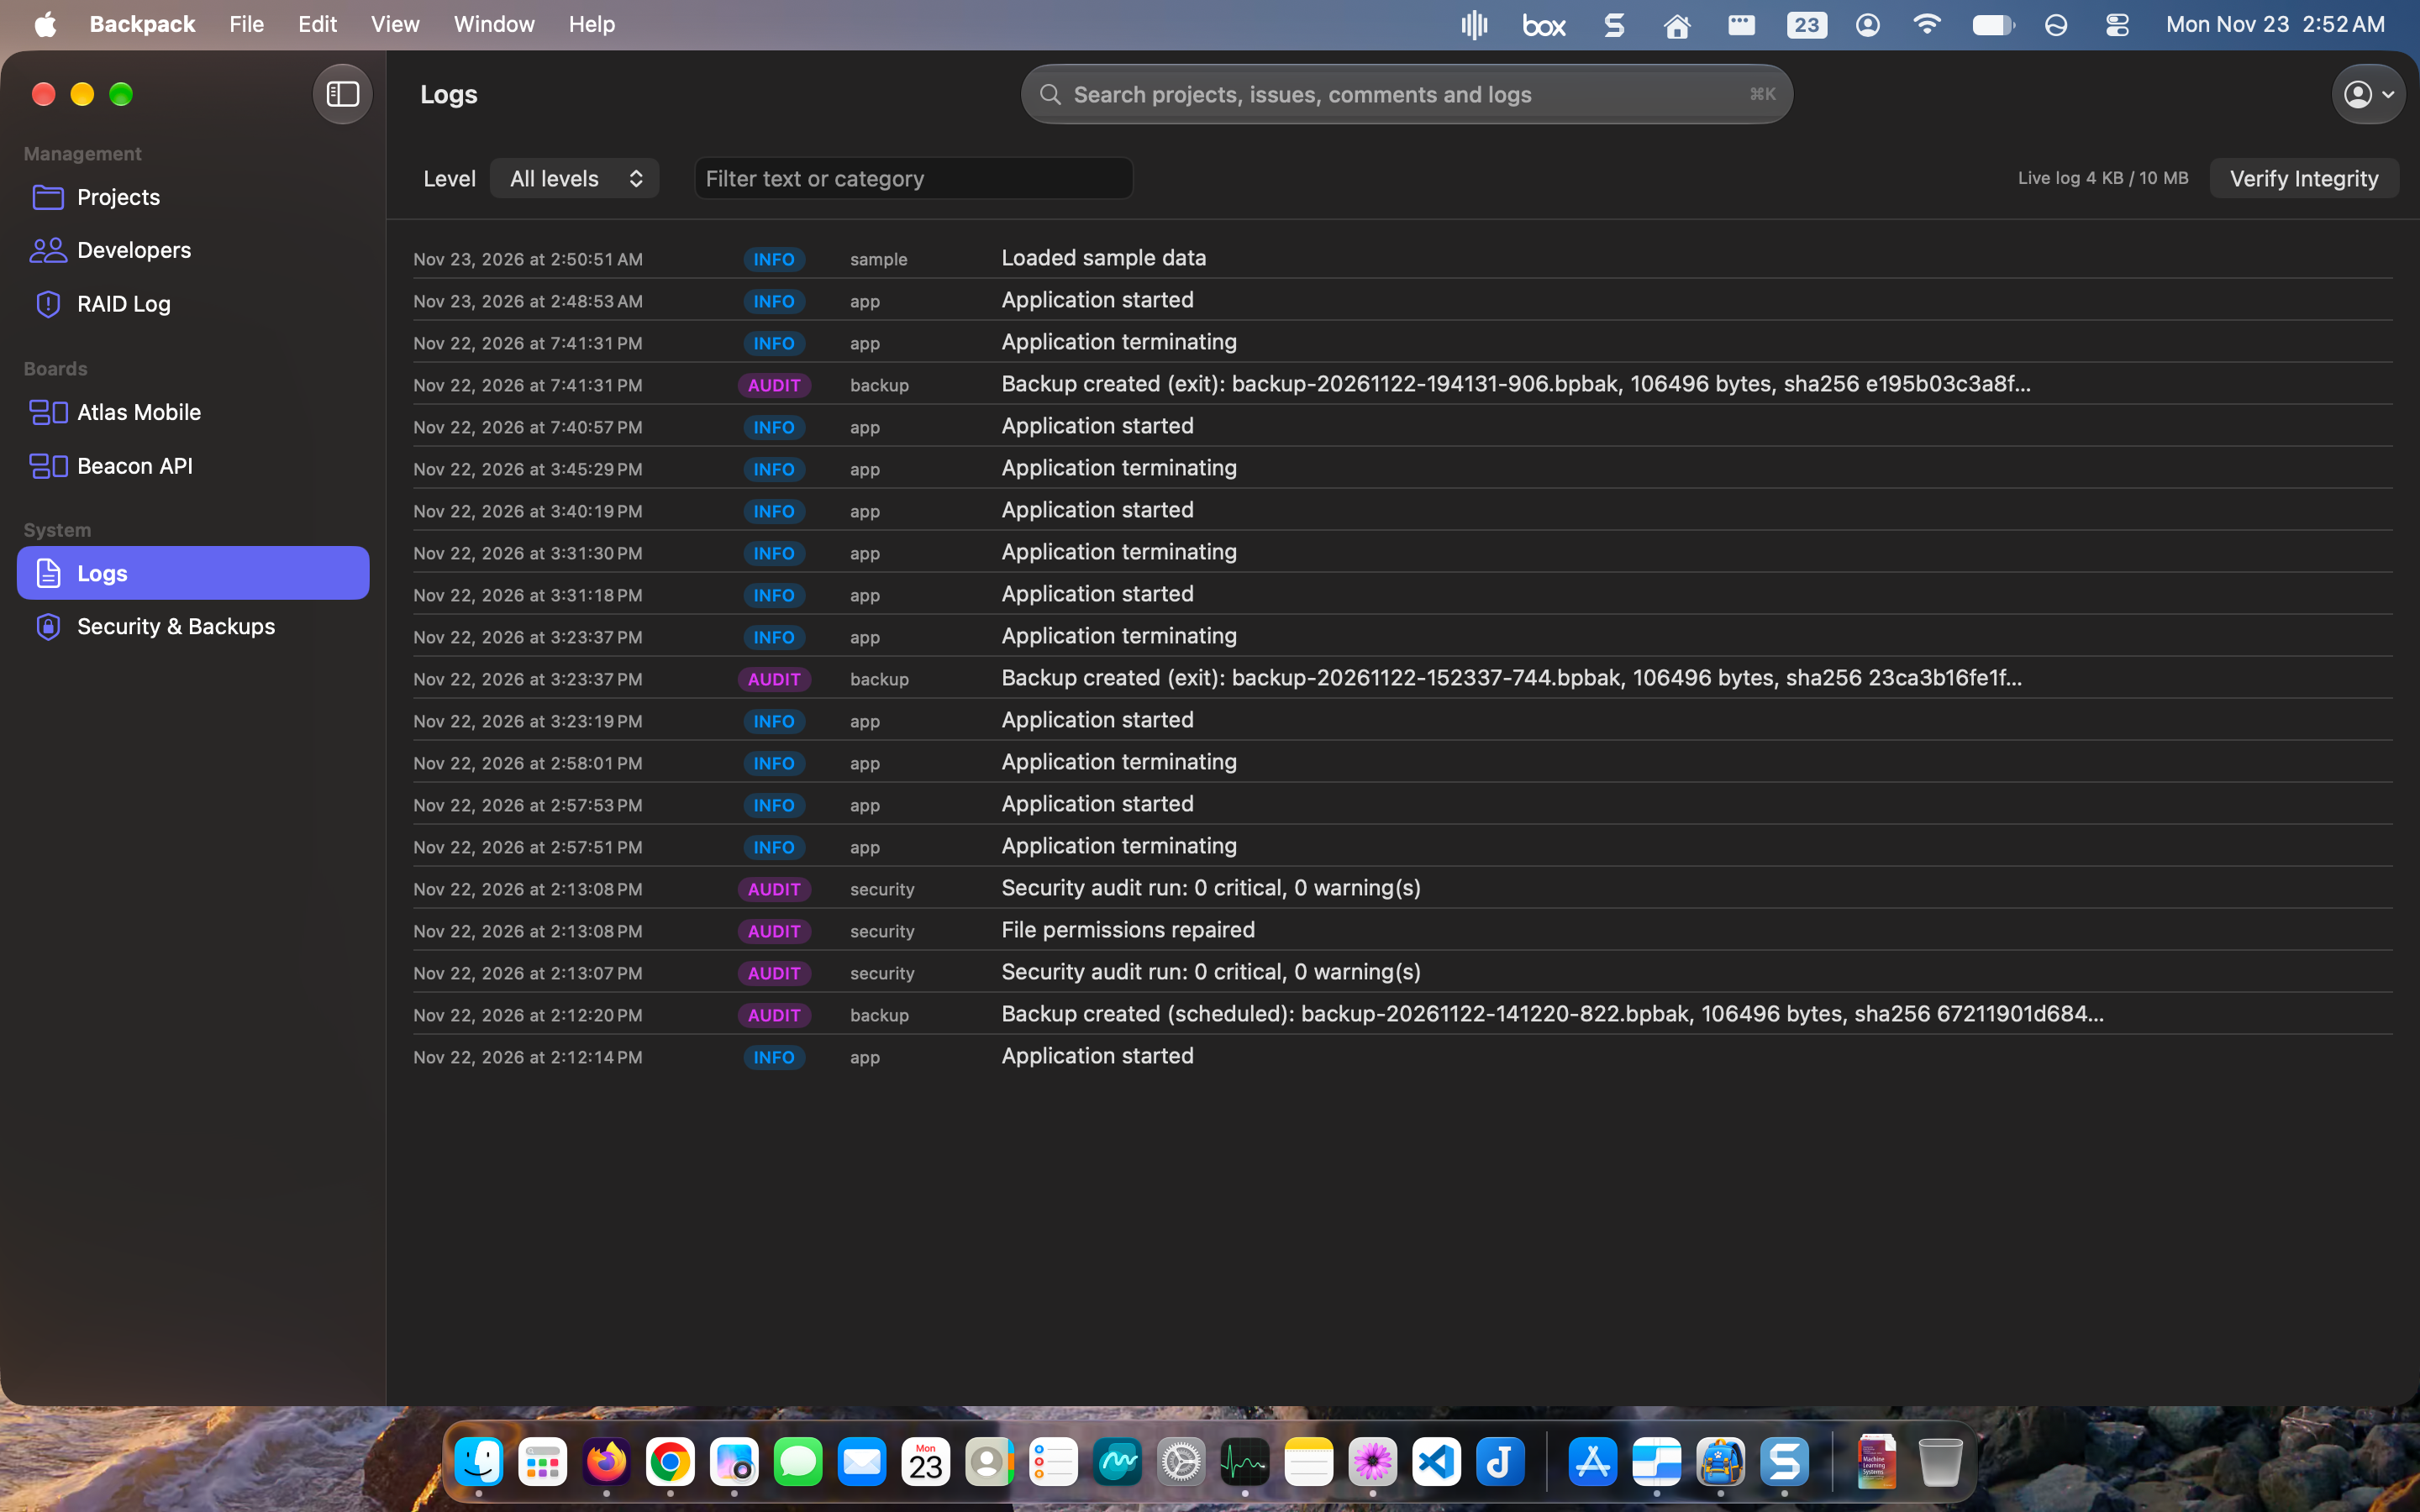 Backpack File Edit View Window Help box 23 Mon Nov 23 2:52 AM
Logs
Search projects, issues, comments and logs ⌘K
Management
Projects
Developers
RAID Log
Boards
Atlas Mobile
Beacon API
System
Logs
Security & Backups
Level All levels Filter text or category Live log 4 KB / 10 MB Verify Integrity
Nov 23, 2026 at 2:50:51 AM INFO sample Loaded sample data
Nov 23, 2026 at 2:48:53 AM INFO app Application started
Nov 22, 2026 at 7:41:31 PM INFO app Application terminating
Nov 22, 2026 at 7:41:31 PM AUDIT backup Backup created (exit): backup-20261122-194131-906.bpbak, 106496 bytes, sha256 e195b03c3a8f...
Nov 22, 2026 at 7:40:57 PM INFO app Application started
Nov 22, 2026 at 3:45:29 PM INFO app Application terminating
Nov 22, 2026 at 3:40:19 PM INFO app Application started
Nov 22, 2026 at 3:31:30 PM INFO app Application terminating
Nov 22, 2026 at 3:31:18 PM INFO app Application started
Nov 22, 2026 at 3:23:37 PM INFO app Application terminating
Nov 22, 2026 at 3:23:37 PM AUDIT backup Backup created (exit): backup-20261122-152337-744.bpbak, 106496 bytes, sha256 23ca3b16fe1f...
Nov 22, 2026 at 3:23:19 PM INFO app Application started
Nov 22, 2026 at 2:58:01 PM INFO app Application terminating
Nov 22, 2026 at 2:57:53 PM INFO app Application started
Nov 22, 2026 at 2:57:51 PM INFO app Application terminating
Nov 22, 2026 at 2:13:08 PM AUDIT security Security audit run: 0 critical, 0 warning(s)
Nov 22, 2026 at 2:13:08 PM AUDIT security File permissions repaired
Nov 22, 2026 at 2:13:07 PM AUDIT security Security audit run: 0 critical, 0 warning(s)
Nov 22, 2026 at 2:12:20 PM AUDIT backup Backup created (scheduled): backup-20261122-141220-822.bpbak, 106496 bytes, sha256 67211901d684...
Nov 22, 2026 at 2:12:14 PM INFO app Application started
Mon
23
Machine
Learning
Systems